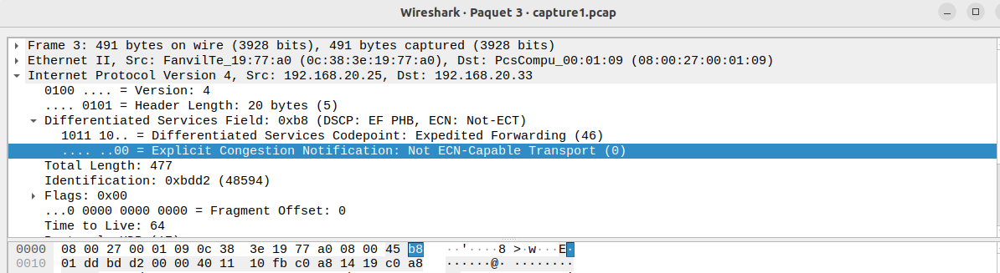 Wireshark · Paquet 3 · capture1.pcap
Frame 3: 491 bytes on wire (3928 bits), 491 bytes captured (3928 bits)
Ethernet II, Src: FanvilTe_19:77:a0 (0c:38:3e:19:77:a0), Dst: PcsCompu_00:01:09 (08:00:27:00:01:09)
Internet Protocol Version 4, Src: 192.168.20.25, Dst: 192.168.20.33
0100 .... = Version: 4
.... 0101 = Header Length: 20 bytes (5)
Differentiated Services Field: 0xb8 (DSCP: EF PHB, ECN: Not-ECT)
1011 10.. = Differentiated Services Codepoint: Expedited Forwarding (46)
.... ..00 = Explicit Congestion Notification: Not ECN-Capable Transport (0)
Total Length: 477
Identification: 0xbdd2 (48594)
Flags: 0x00
...0 0000 0000 0000 = Fragment Offset: 0
Time to Live: 64
0000 08 00 27 00 01 09 0c 38 3e 19 77 a0 08 00 45 b8 ··'····8 >·w···E·
0010 01 dd bd d2 00 00 40 11 10 fb c0 a8 14 19 c0 a8 ······@· ········